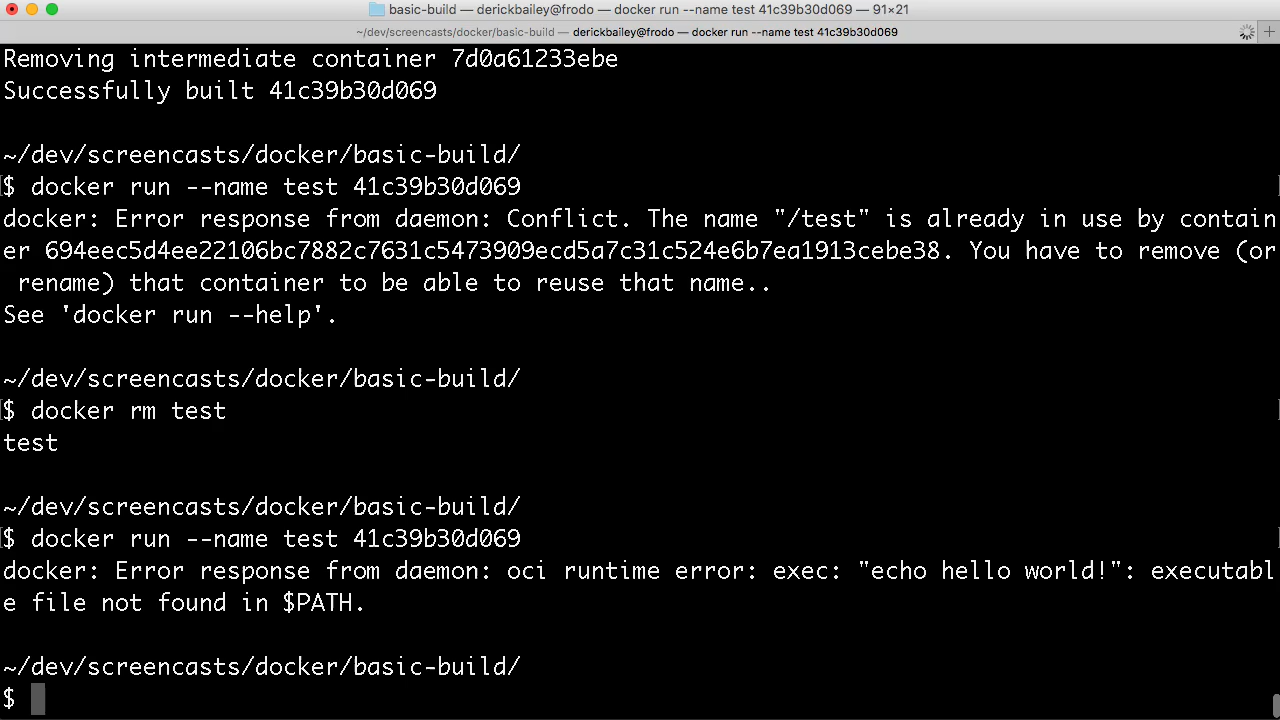 basic-build — derickbailey@frodo — docker run --name test 41c39b30d069 — 91×21
~/dev/screencasts/docker/basic-build — derickbailey@frodo — docker run --name test 41c39b30d069
Removing intermediate container 7d0a61233ebe
Successfully built 41c39b30d069
~/dev/screencasts/docker/basic-build/
$ docker run --name test 41c39b30d069
docker: Error response from daemon: Conflict. The name "/test" is already in use by contain
er 694eec5d4ee22106bc7882c7631c5473909ecd5a7c31c524e6b7ea1913cebe38. You have to remove (or
 rename) that container to be able to reuse that name..
See 'docker run --help'.
~/dev/screencasts/docker/basic-build/
$ docker rm test
test
~/dev/screencasts/docker/basic-build/
$ docker run --name test 41c39b30d069
docker: Error response from daemon: oci runtime error: exec: "echo hello world!": executabl
e file not found in $PATH.
~/dev/screencasts/docker/basic-build/
$